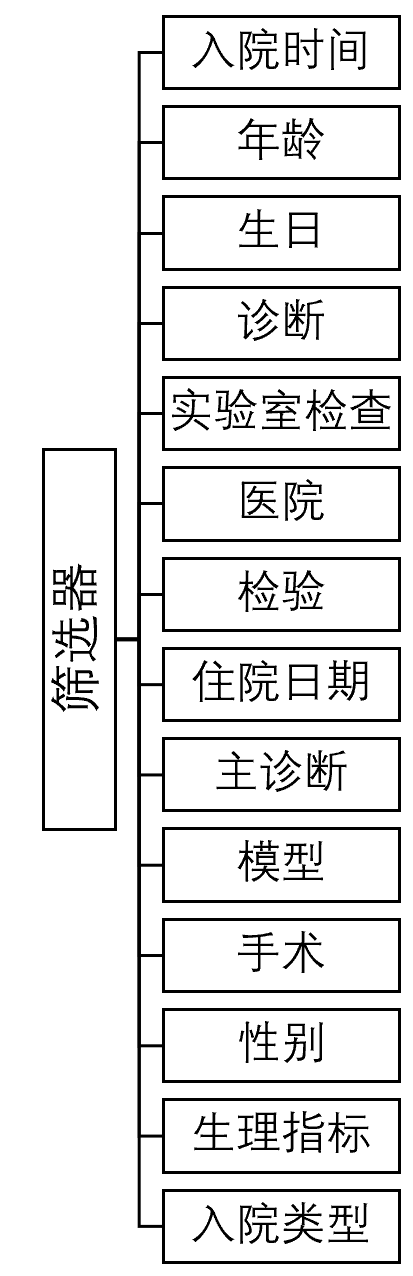 筛选器
入院时间
年龄
生日
诊断
实验室检查
医院
检验
住院日期
主诊断
模型
手术
性别
生理指标
入院类型